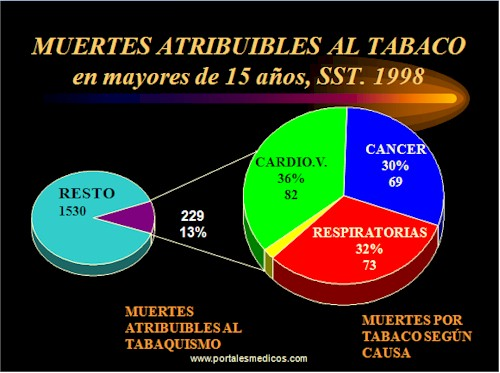 MUERTES ATRIBUIBLES AL TABACO
en mayores de 15 años, SST. 1998
RESTO
1530
229
13%
CARDIO.V.
36%
82
CANCER
30%
69
RESPIRATORIAS
32%
73
MUERTES
ATRIBUIBLES AL
TABAQUISMO
MUERTES POR
TABACO SEGÚN
CAUSA
www.portalesmedicos.com